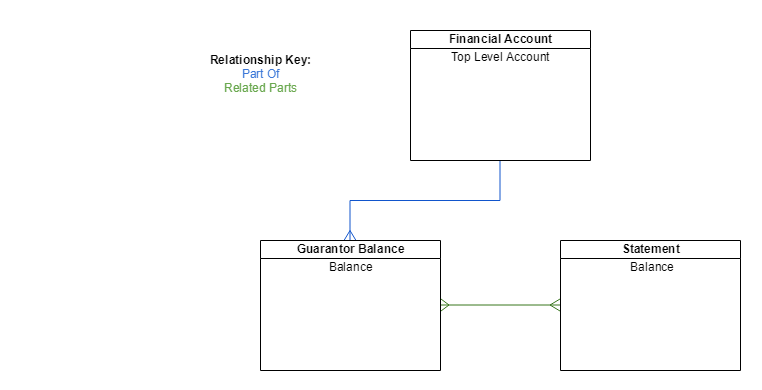 Financial Account
Top Level Account
Relationship Key:
Part Of
Related Parts
Guarantor Balance
Balance
Statement
Balance